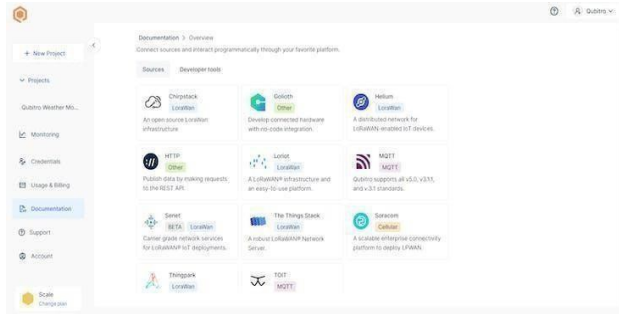 Qubitro
Documentation > Overview
Connect sources and interact programmatically through your favorite platform.
+ New Project
Sources
Developer tools
Projects
Qubitro Weather Mo...
Monitoring
Credentials
Usage & Billing
Documentation
Support
Account
Scale
Change plan
Chirpstack
LoraWan
An open source LoraWan
infrastructure
Golioth
Other
Develop connected hardware
with no-code integration.
Helium
LoraWan
A distributed network for
LoRaWAN-enabled IoT devices.
HTTP
Other
Publish data by making requests
to the REST API.
Loriot
LoraWan
A LoRaWAN® infrastructure and
an easy-to-use platform.
MQTT
MQTT
Qubitro supports all v5.0, v3.1.1,
and v.3.1 standards.
Senet
BETA LoraWan
Carrier grade network services
for LoRaWAN® IoT deployments.
The Things Stack
LoraWan
A robust LoRaWAN® Network
Server.
Soracom
Cellular
A scalable enterprise connectivity
platform to deploy LPWAN.
Thingpark
LoraWan
TOIT
MQTT